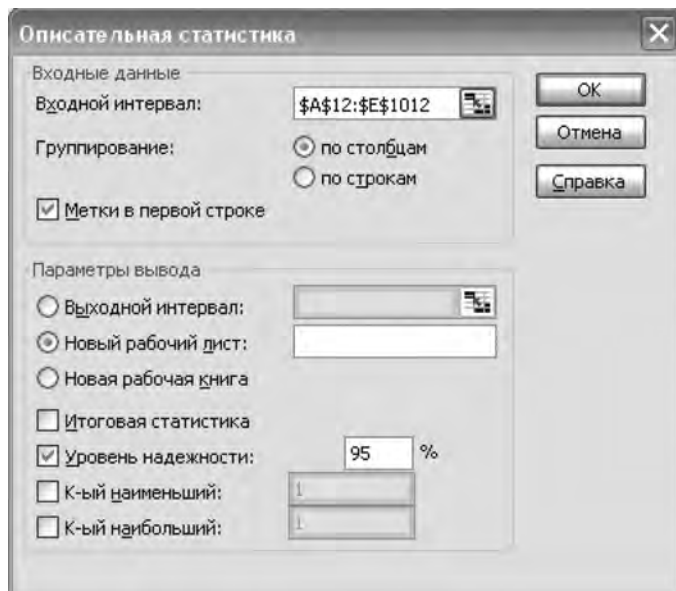 Описательная статистика
Входные данные
Входной интервал: $A$12:$E$1012
Группирование: по столбцам
по строкам
Метки в первой строке
OK
Отмена
Справка
Параметры вывода
Выходной интервал:
Новый рабочий лист:
Новая рабочая книга
Итоговая статистика
Уровень надежности: 95 %
К-ый наименьший: 1
К-ый наибольший: 1